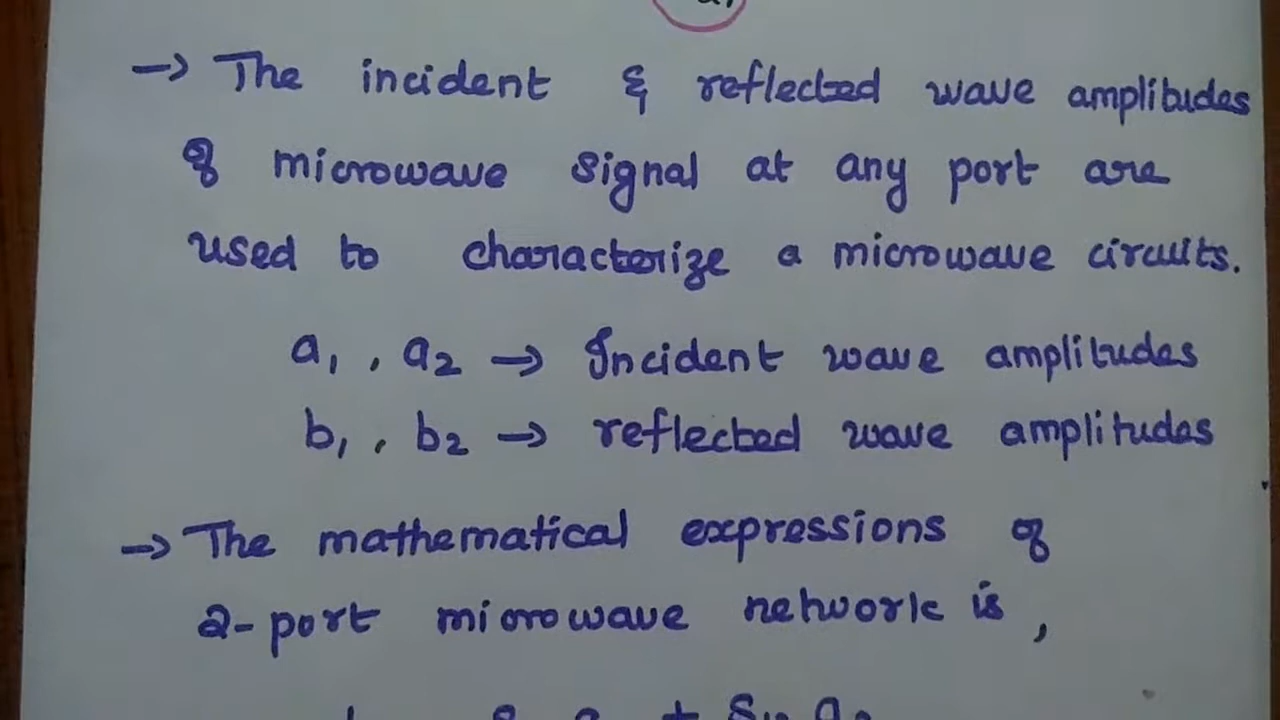 → The incident & reflected wave amplitudes
of microwave signal at any port are
used to characterize a microwave circuits.
a₁, a₂ → Incident wave amplitudes
b₁, b₂ → reflected wave amplitudes
→ The mathematical expressions of
2-port microwave network is,